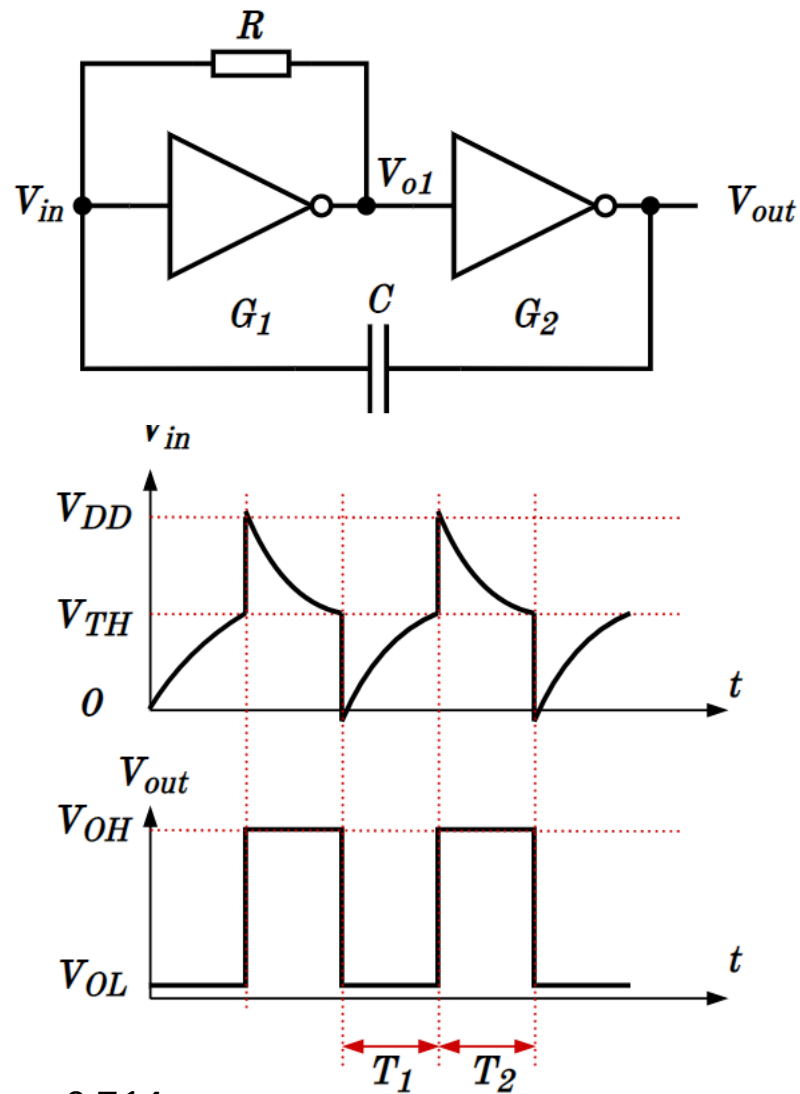 R
V_in V_o1 V_out
G_1 C G_2
V_in
V_DD
V_TH
0 t
V_out
V_OH
V_OL t
T_1 T_2